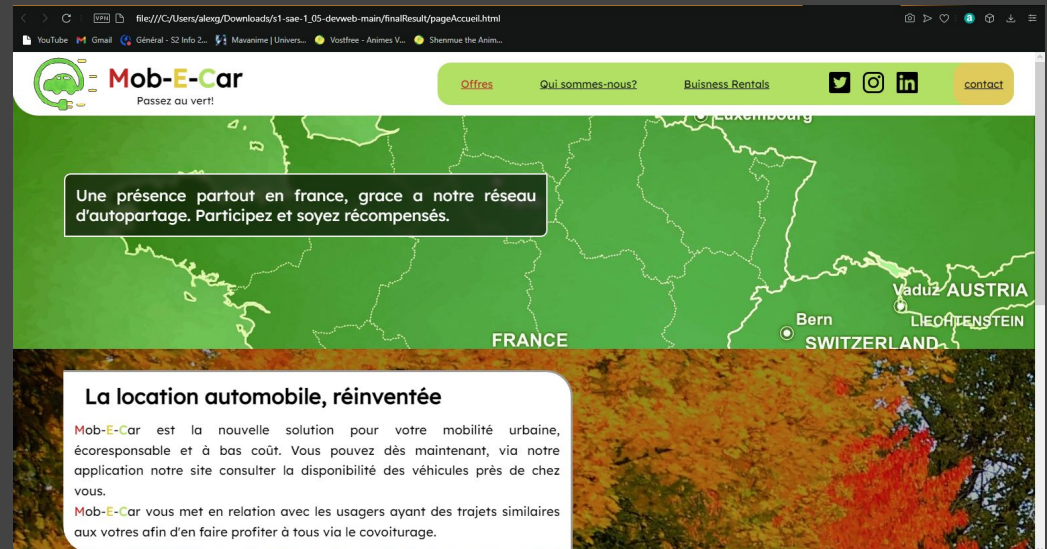 VPN file:///C:/Users/alexg/Downloads/s1-sae-1_05-devweb-main/finalResult/pageAccueil.html
YouTube Gmail Général - S2 Info 2... Mavanime | Univers... Vostfree - Animes V... Shenmue the Anim...
Mob-E-Car
Passez au vert!
Offres Qui sommes-nous? Buisness Rentals contact
Luxembourg
Une présence partout en france, grace a notre réseau
d'autopartage. Participez et soyez récompensés.
Vaduz AUSTRIA
Bern LIECHTENSTEIN
FRANCE SWITZERLAND
La location automobile, réinventée
Mob-E-Car est la nouvelle solution pour votre mobilité urbaine,
écoresponsable et à bas coût. Vous pouvez dès maintenant, via notre
application notre site consulter la disponibilité des véhicules près de chez
vous.
Mob-E-Car vous met en relation avec les usagers ayant des trajets similaires
aux votres afin d'en faire profiter à tous via le covoiturage.